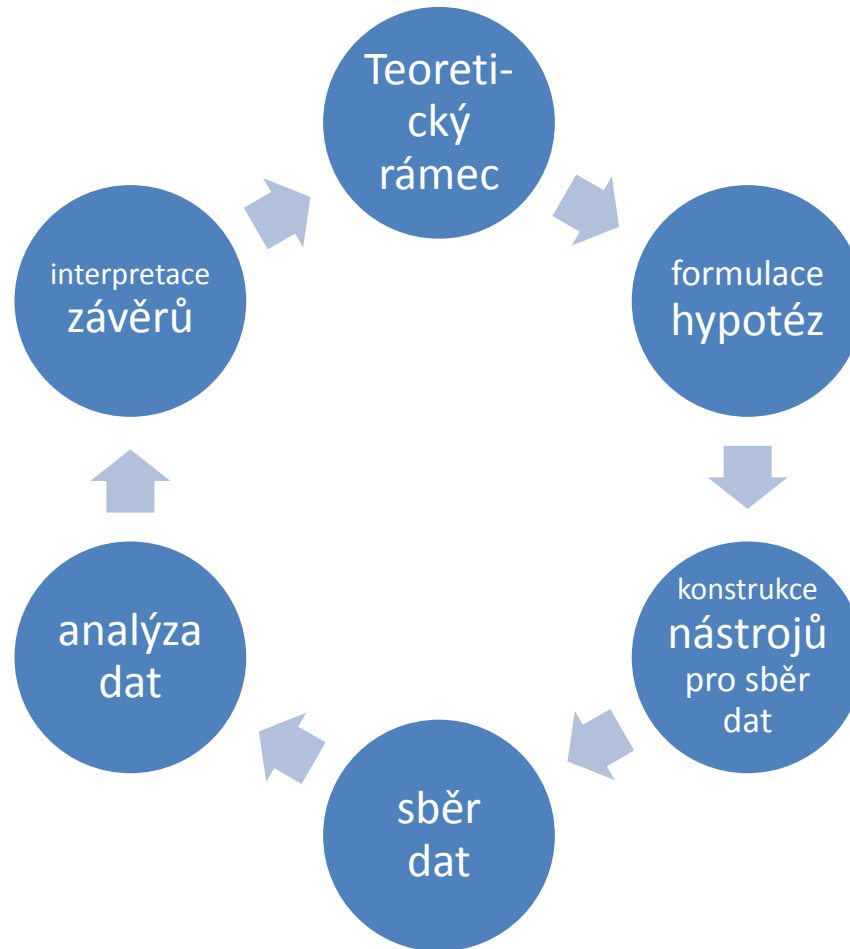 Teoreti-
cký
rámec
formulace
hypotéz
konstrukce
nástrojů
pro sběr
dat
sběr
dat
analýza
dat
interpretace
závěrů